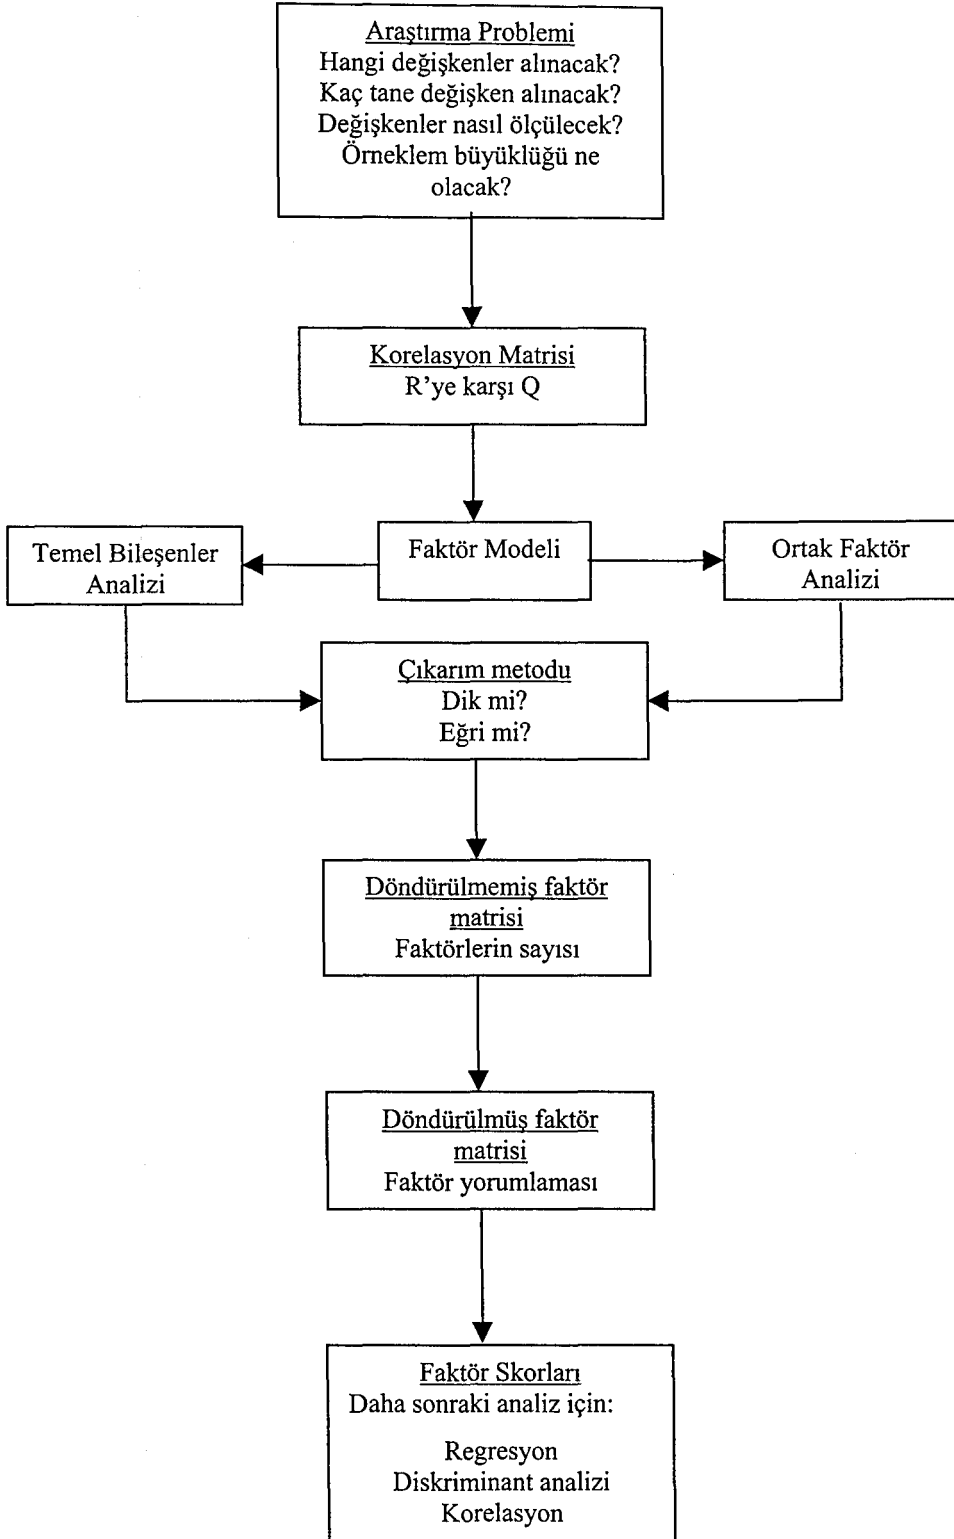 Araştırma Problemi
Hangi değişkenler alınacak?
Kaç tane değişken alınacak?
Değişkenler nasıl ölçülecek?
Örneklem büyüklüğü ne
olacak?
Korelasyon Matrisi
R’ye karşı Q
Temel Bileşenler
Analizi
Faktör Modeli
Ortak Faktör
Analizi
Çıkarım metodu
Dik mi?
Eğri mi?
Döndürülmemiş faktör
matrisi
Faktörlerin sayısı
Döndürülmüş faktör
matrisi
Faktör yorumlaması
Faktör Skorları
Daha sonraki analiz için:
Regresyon
Diskriminant analizi
Korelasyon